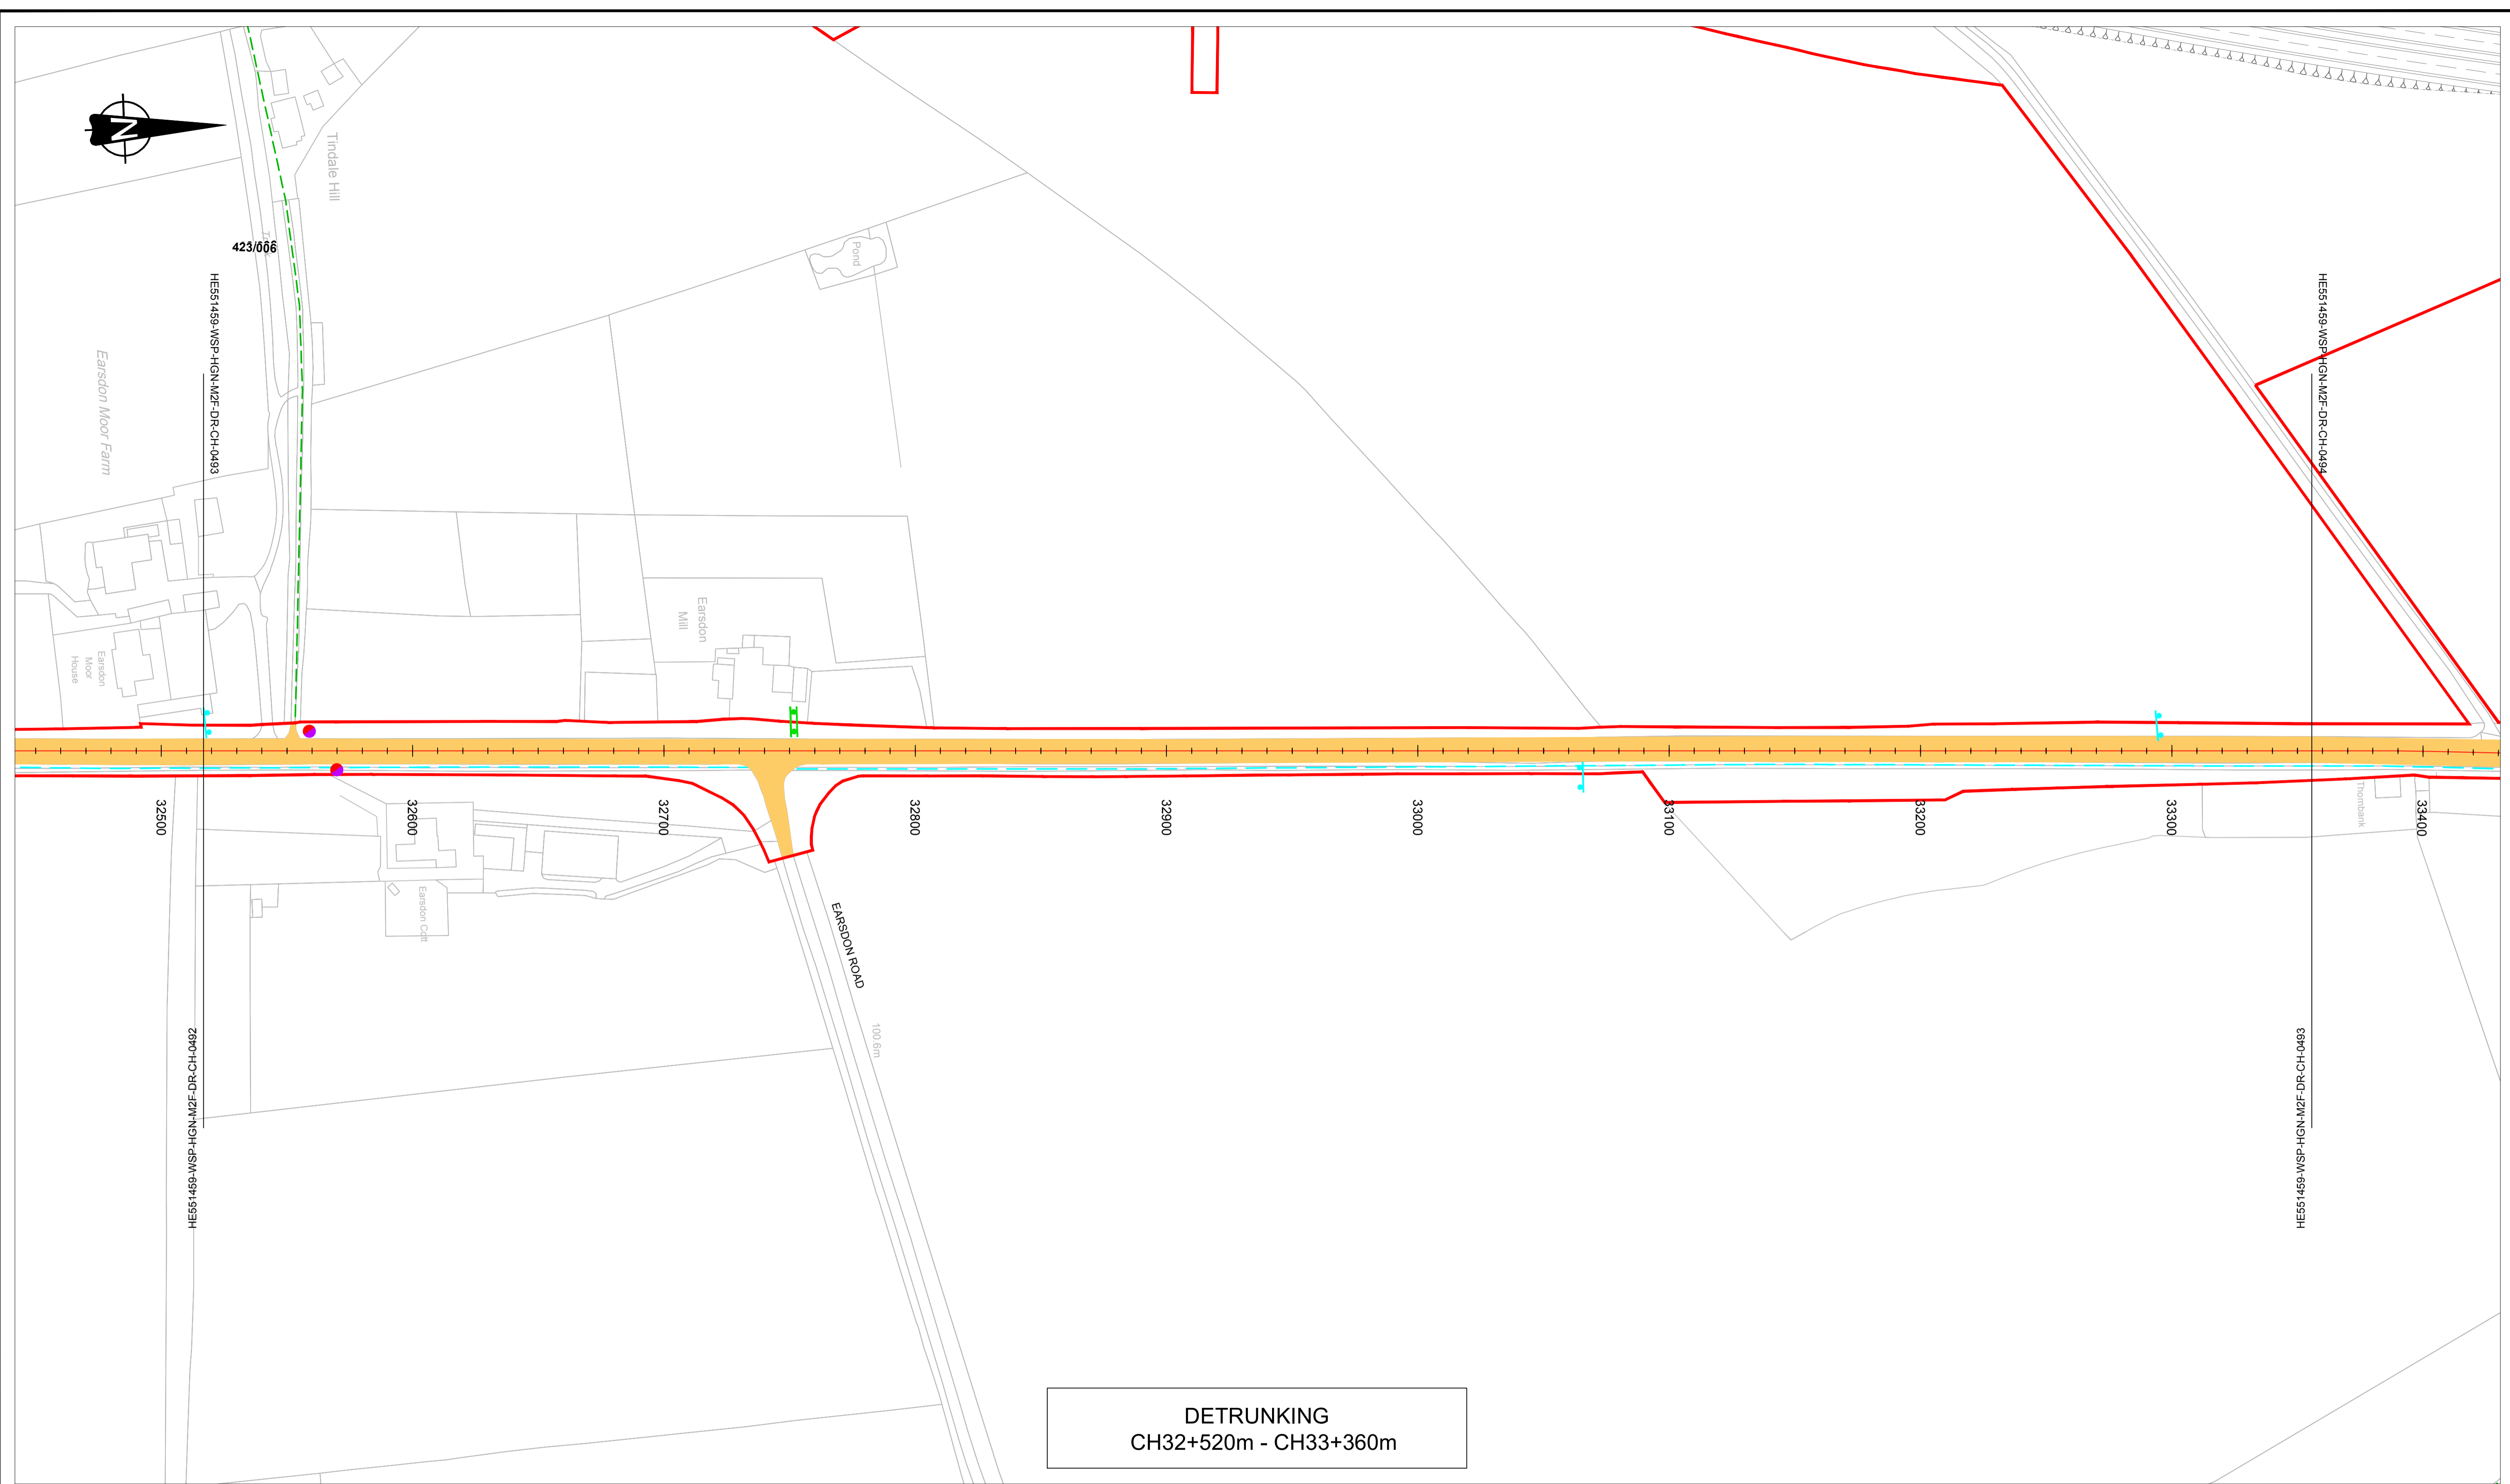 N
Tindale Hill
Track
423/006
HE551459-WSP-HGN-M2F-DR-CH-0493
Earsdon Moor Farm
Pond
HE551459-WSP-HGN-M2F-DR-CH-0494
Earsdon
Mill
Earsdon
Moor
House
32500
32600
32700
32800
32900
33000
33100
33200
33300
33400
Thornbank
Earsdon Cott
EARSDON ROAD
100.6m
HE551459-WSP-HGN-M2F-DR-CH-0492
HE551459-WSP-HGN-M2F-DR-CH-0493
DETRUNKING
CH32+520m - CH33+360m